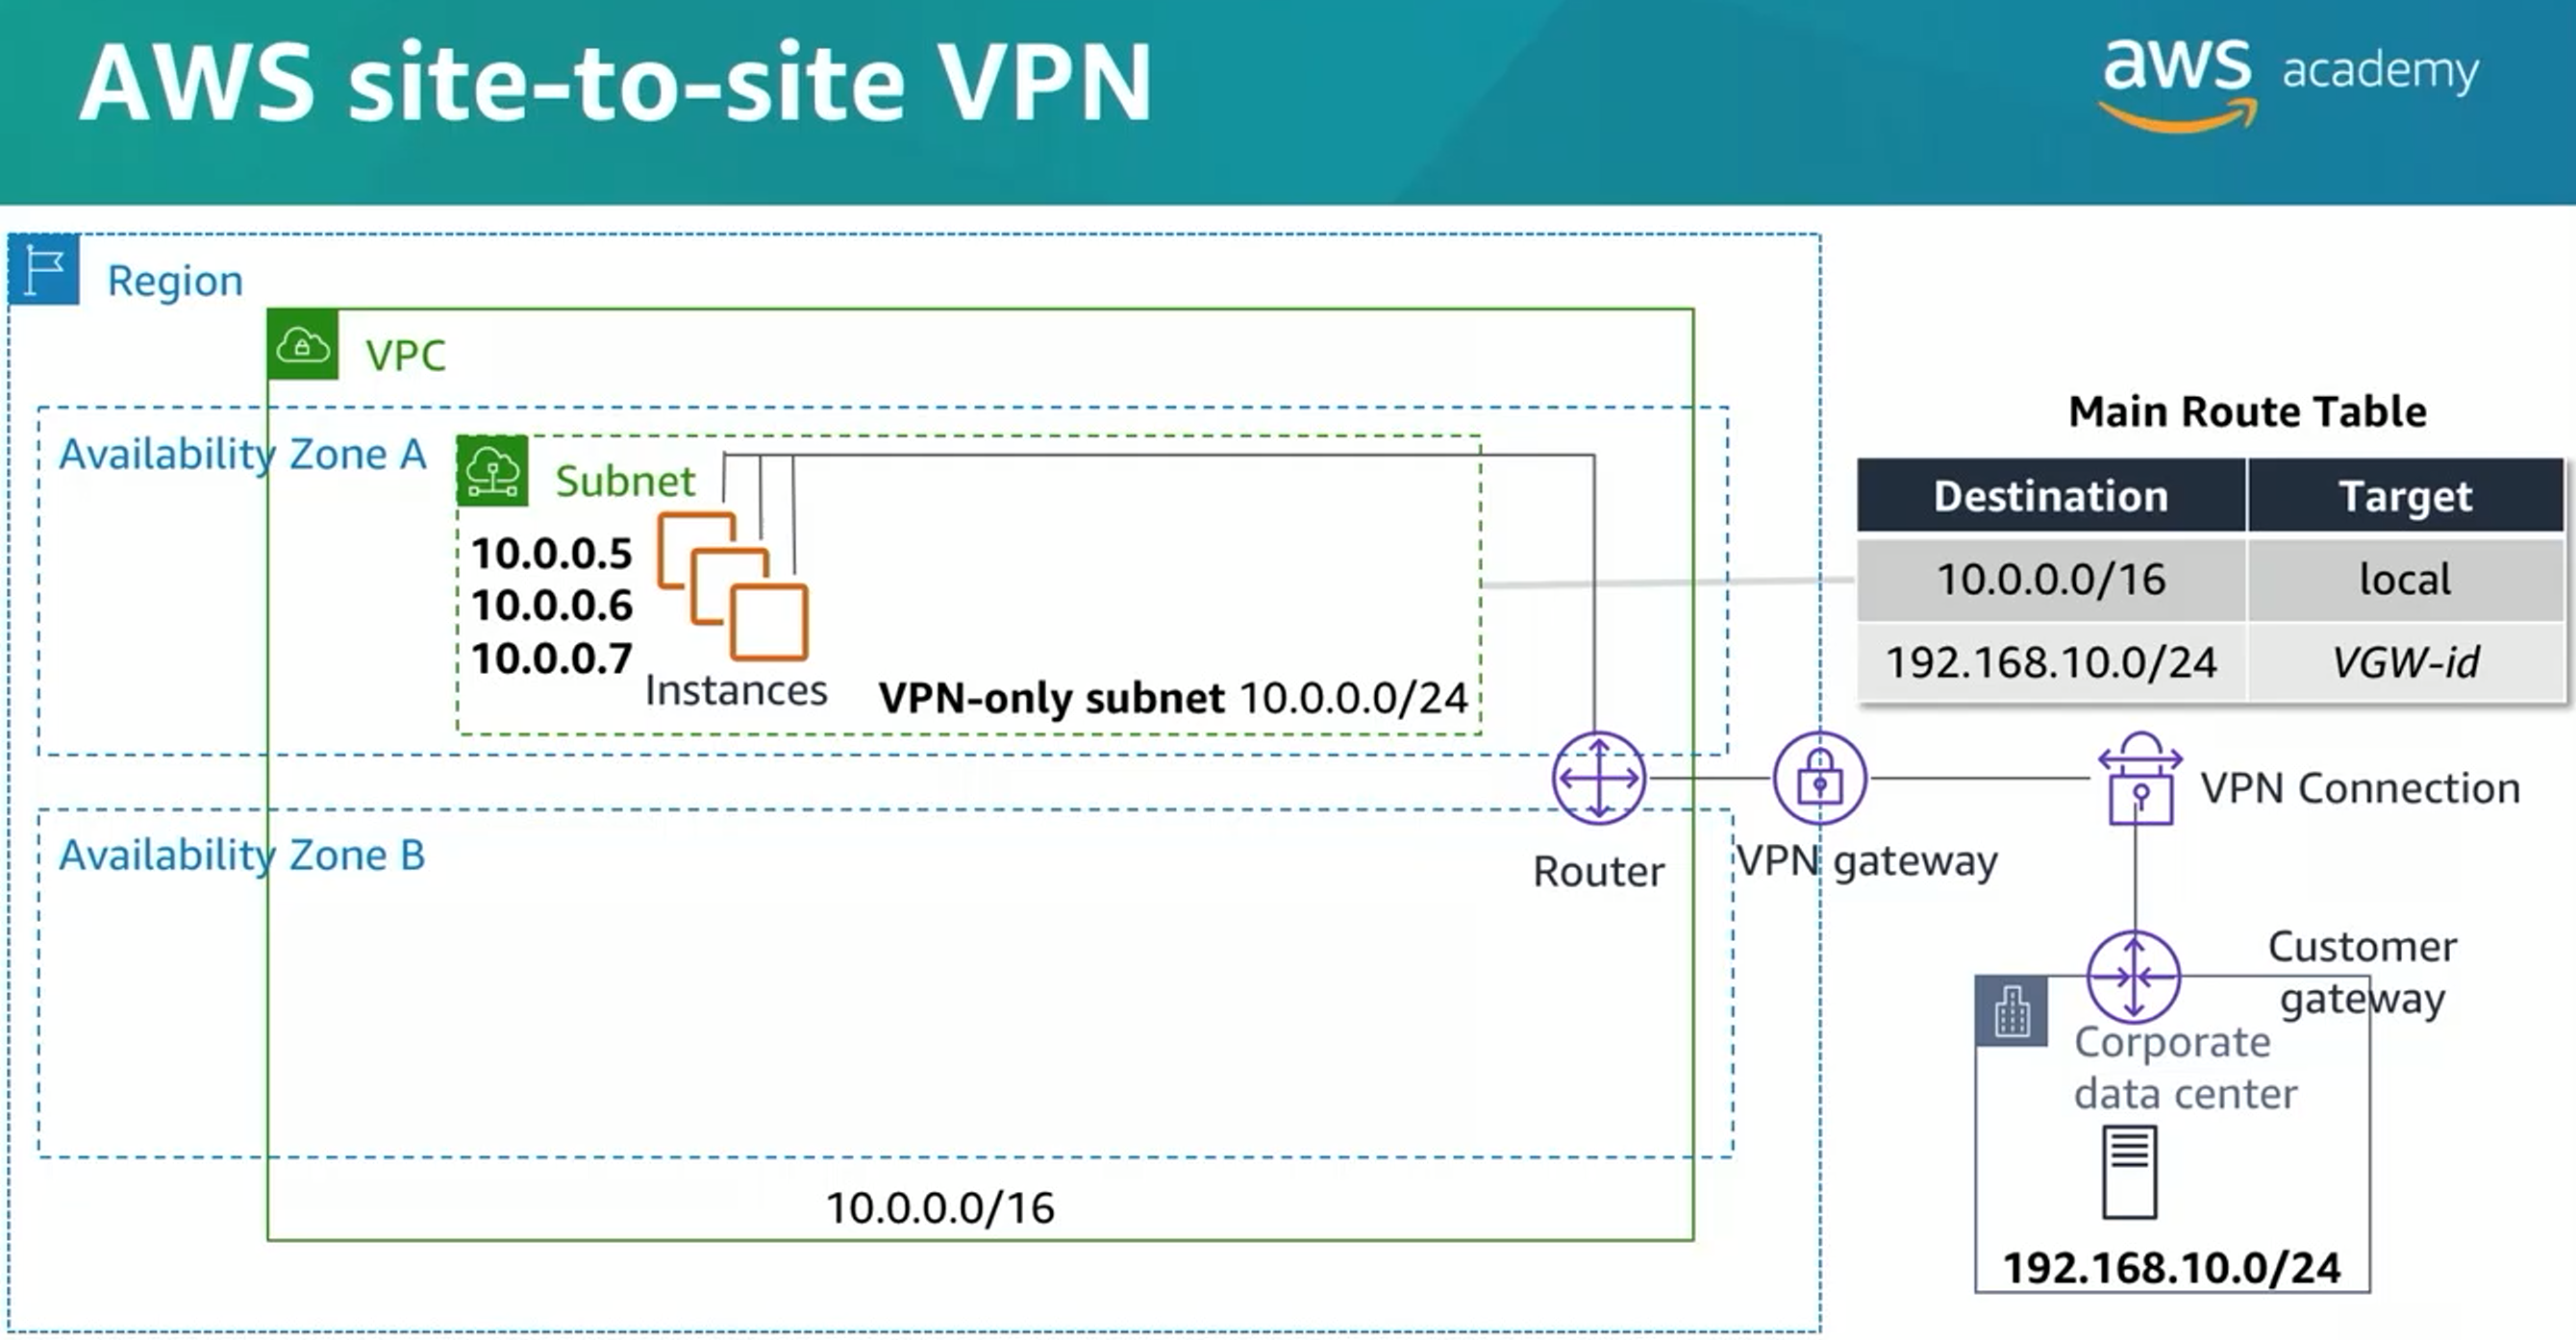 AWS site-to-site VPN
aws academy
Region
VPC
Availability Zone A
Subnet
10.0.0.5
10.0.0.6
10.0.0.7
Instances
VPN-only subnet 10.0.0.0/24
Main Route Table
Destination Target
10.0.0.0/16 local
192.168.10.0/24 VGW-id
Router
VPN gateway
VPN Connection
Availability Zone B
10.0.0.0/16
Customer
gateway
Corporate
data center
192.168.10.0/24